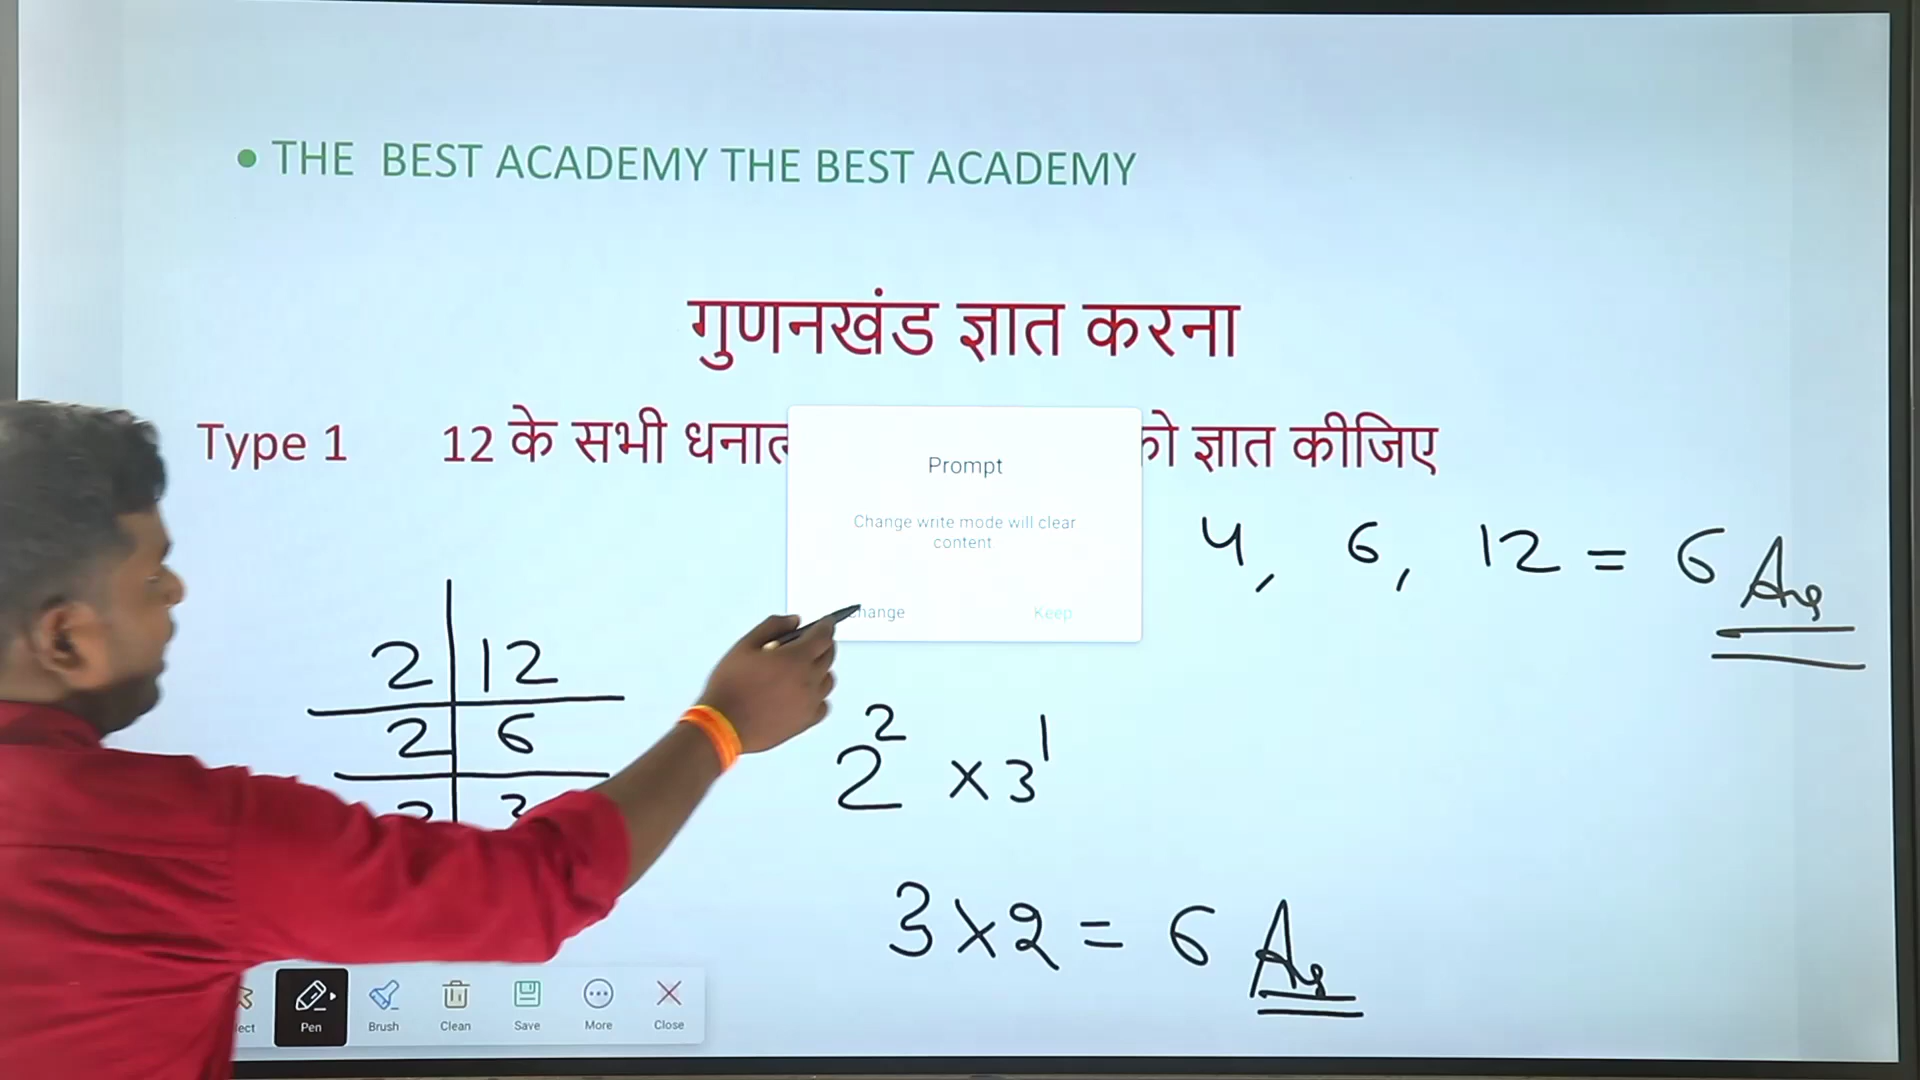 • THE BEST ACADEMY THE BEST ACADEMY
गुणनखंड ज्ञात करना
Type 1 12 के सभी को ज्ञात कीजिए
Prompt
Change write mode will clear
content
Change Keep
4, 6, 12 = 6 Ans
2 12
2 6
2² × 3¹
3 × 2 = 6 Ans
Pen Brush Clean Save More Close